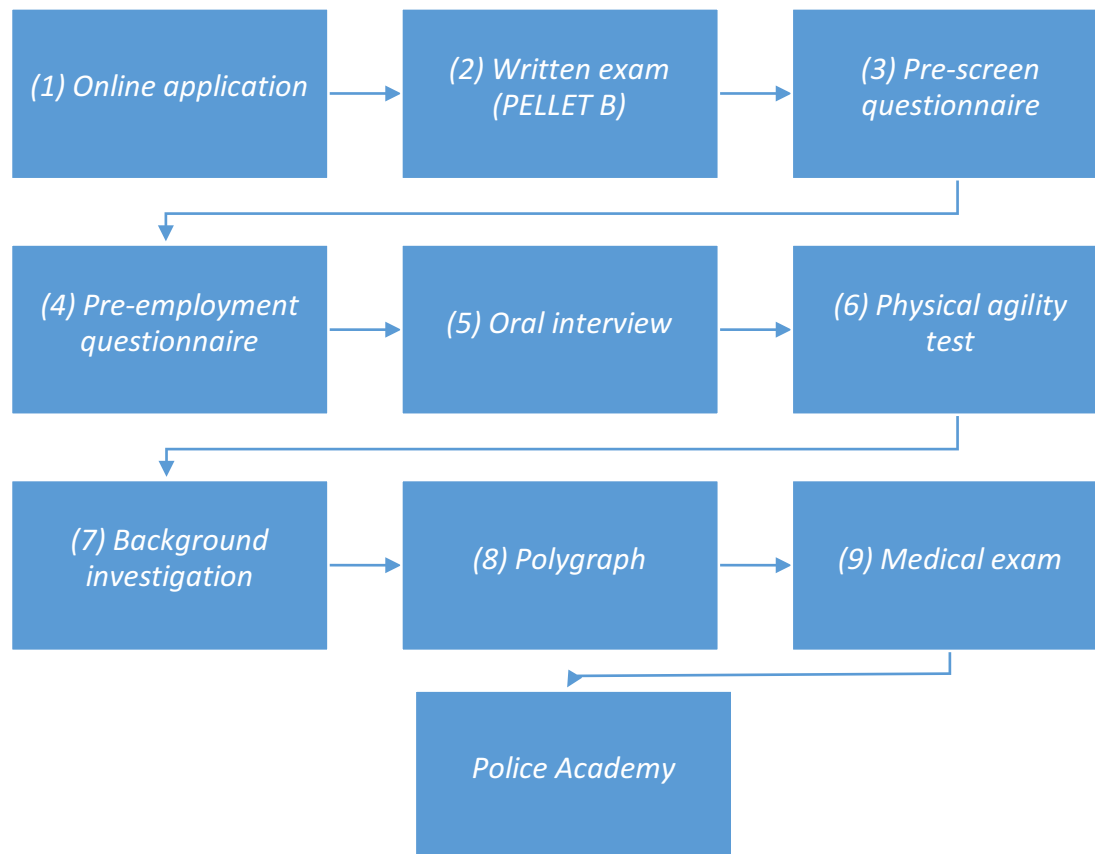 (1) Online application
(2) Written exam
(PELLET B)
(3) Pre-screen
questionnaire
(4) Pre-employment
questionnaire
(5) Oral interview
(6) Physical agility
test
(7) Background
investigation
(8) Polygraph
(9) Medical exam
Police Academy